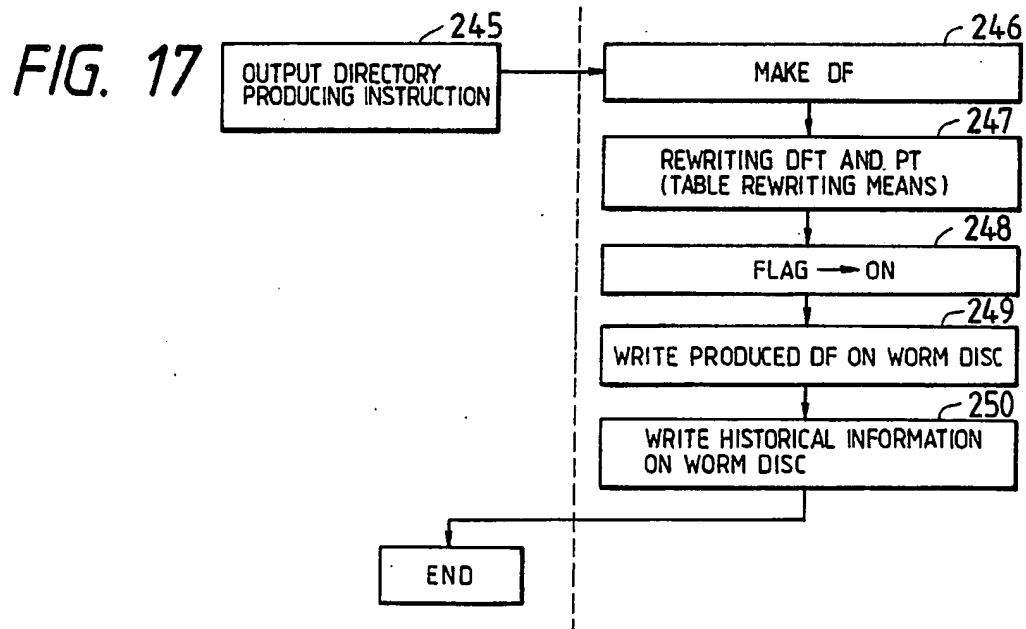 FIG. 17
245
OUTPUT DIRECTORY
PRODUCING INSTRUCTION
246
MAKE DF
247
REWRITING DFT AND. PT
(TABLE REWRITING MEANS)
248
FLAG → ON
249
WRITE PRODUCED DF ON WORM DISC
250
WRITE HISTORICAL INFORMATION
ON WORM DISC
END